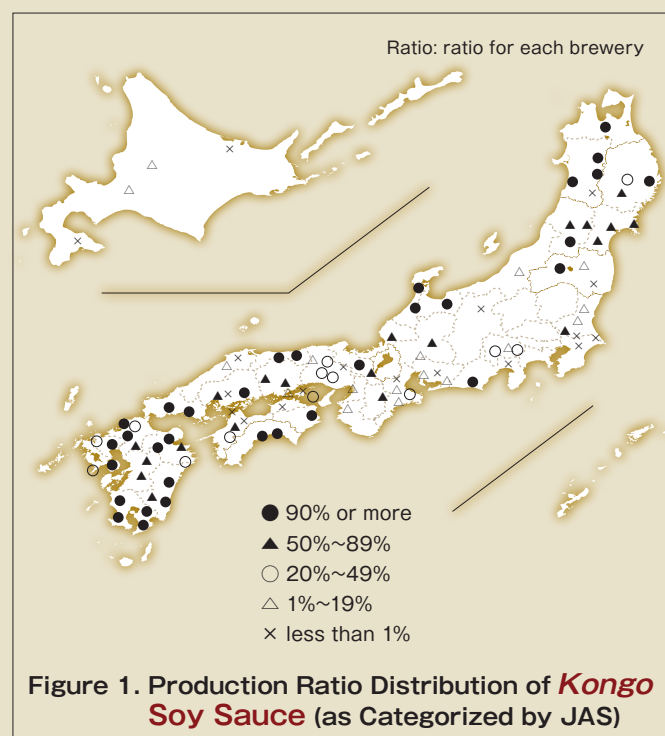 Ratio: ratio for each brewery
● 90% or more
▲ 50%~89%
○ 20%~49%
△ 1%~19%
× less than 1%
Figure 1. Production Ratio Distribution of Kongo
Soy Sauce (as Categorized by JAS)